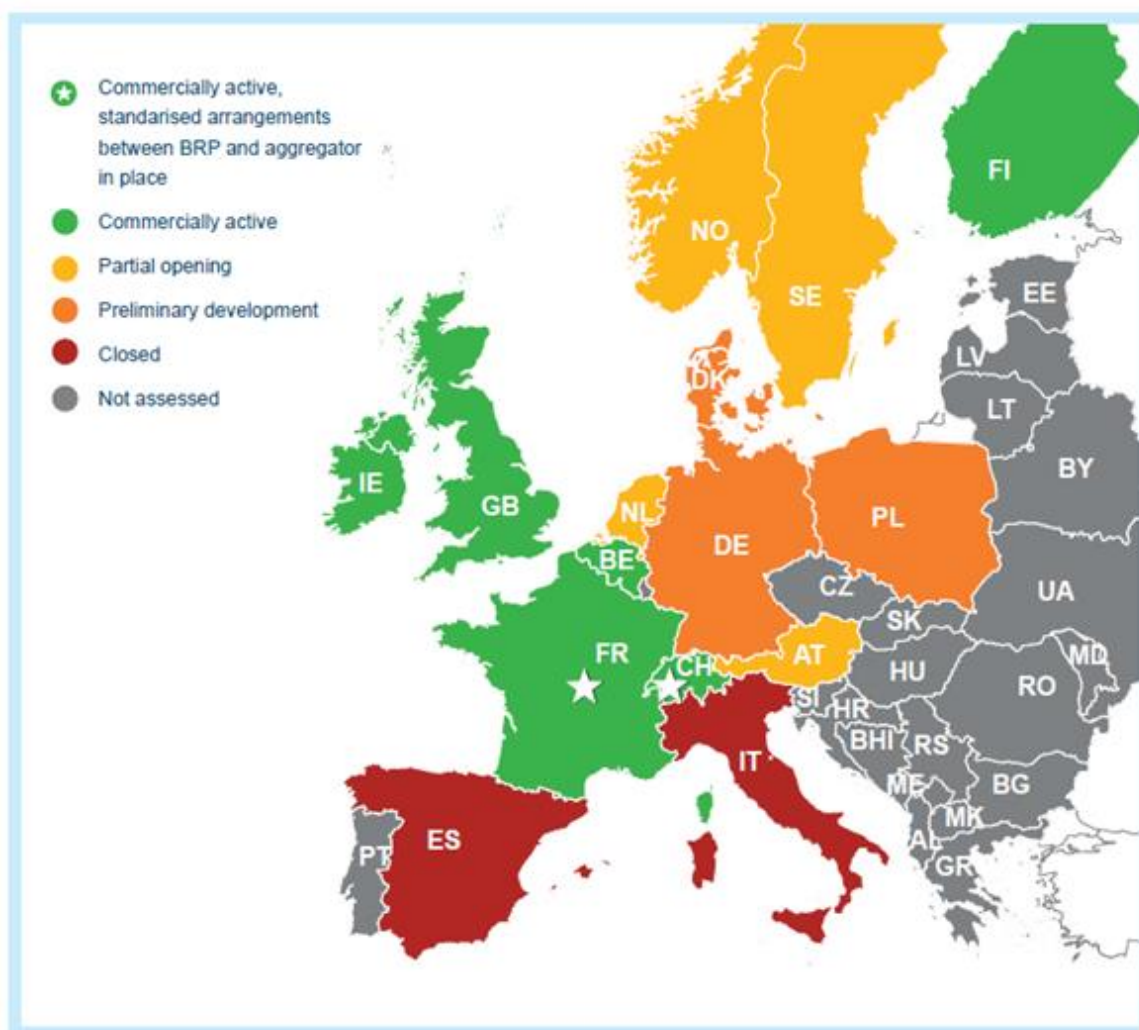 Commercially active,
standarised arrangements
between BRP and aggregator
in place
Commercially active
Partial opening
Preliminary development
Closed
Not assessed
FI
NO
SE
EE
LV
DK
LT
BY
IE
GB
NL
PL
DE
BE
CZ
UA
SK
FR
CH
AT
MD
HU
RO
SI
HR
BHI
RS
IT
ME
BG
MK
ES
PT
AL
GR